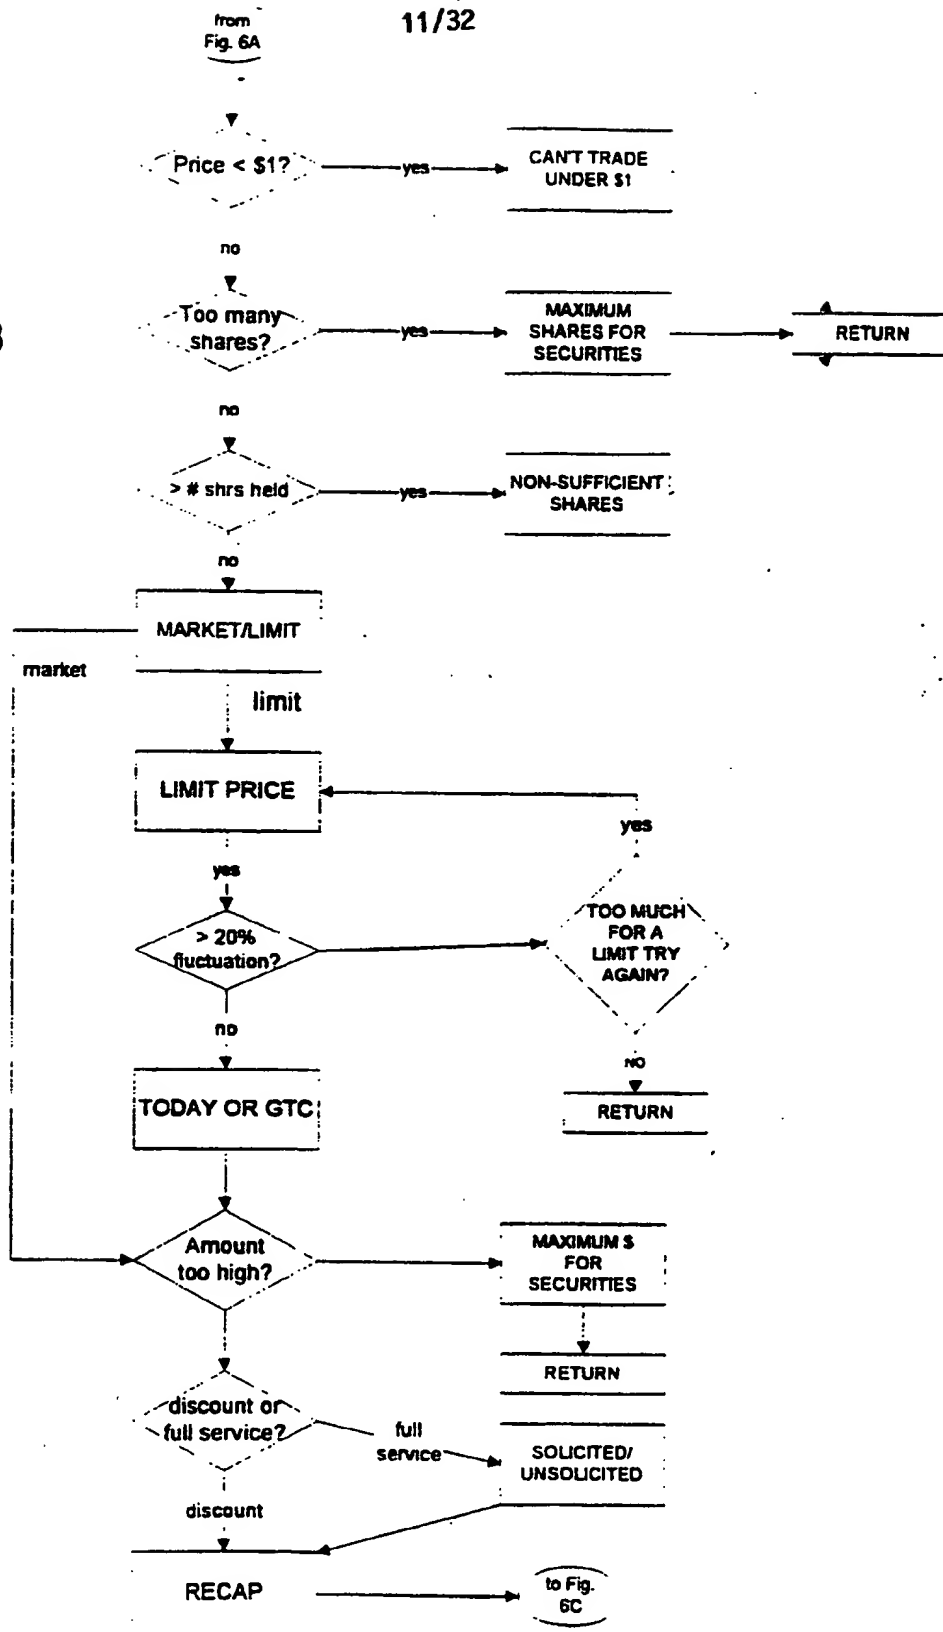 from
Fig. 6A
11/32
Price < $1?
yes
CAN'T TRADE
UNDER $1
no
Too many
shares?
yes
MAXIMUM
SHARES FOR
SECURITIES
RETURN
no
> # shrs held
yes
NON-SUFFICIENT
SHARES
no
MARKET/LIMIT
market
limit
LIMIT PRICE
yes
yes
> 20%
fluctuation?
TOO MUCH
FOR A
LIMIT TRY
AGAIN?
no
NO
TODAY OR GTC
RETURN
Amount
too high?
MAXIMUM $
FOR
SECURITIES
RETURN
discount or
full service?
full
service
SOLICITED/
UNSOLICITED
discount
RECAP
to Fig.
6C